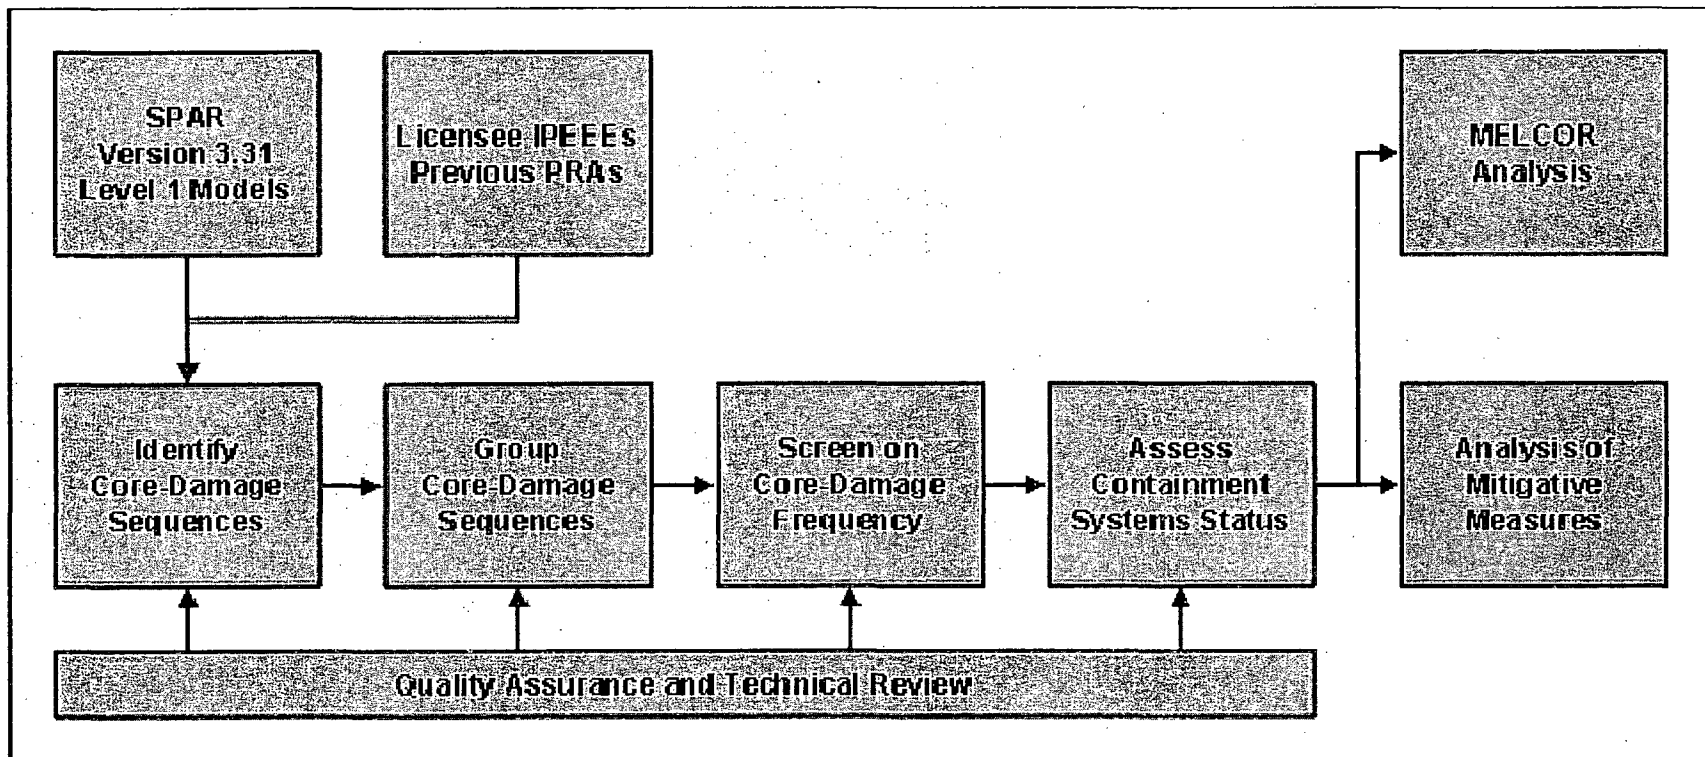 SPAR
Version 3.31
Level 1 Models
Licensee IPEEEs
Previous PRAs
MELCOR
Analysis
Identify
Core-Damage
Sequences
Group
Core-Damage
Sequences
Screen on
Core-Damage
Frequency
Assess
Containment
Systems Status
Analysis of
Mitigative
Measures
Quality Assurance and Technical Review